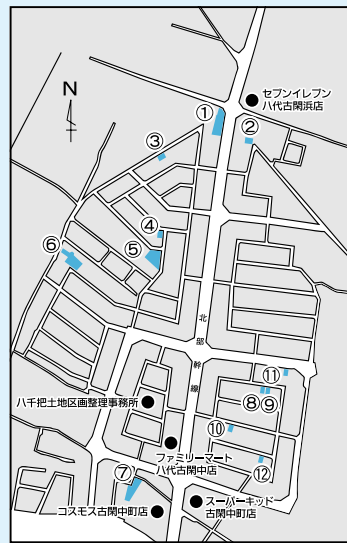 セブンイレブン
八代古閑浜店
N
①
②
③
④
⑤
⑥
北部幹線
⑪
⑧
⑨
八千把土地区画整理事務所
⑩
ファミリーマート
八代古閑中店
⑫
⑦
スーパーキッド
古閑中町店
コスモス古閑中町店